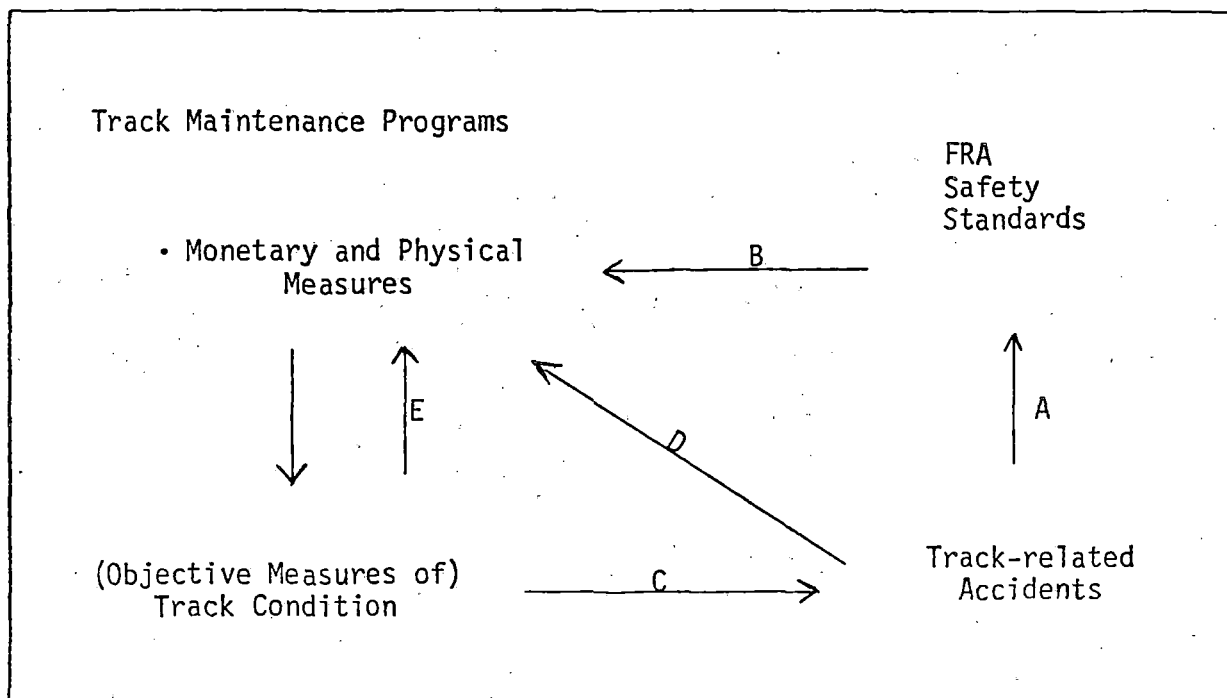 Track Maintenance Programs
FRA
Safety
Standards
• Monetary and Physical
Measures
B
E
D
A
(Objective Measures of)
Track Condition
C
Track-related
Accidents